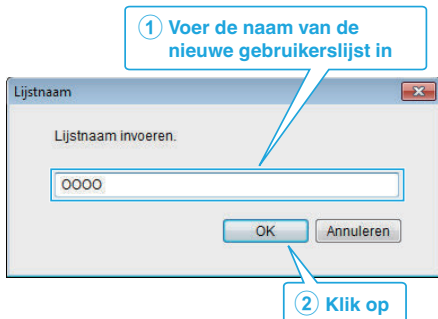 ① Voer de naam van de
nieuwe gebruikerslijst in
Lijstnaam
Lijstnaam invoeren.
OOOO
OK Annuleren
② Klik op